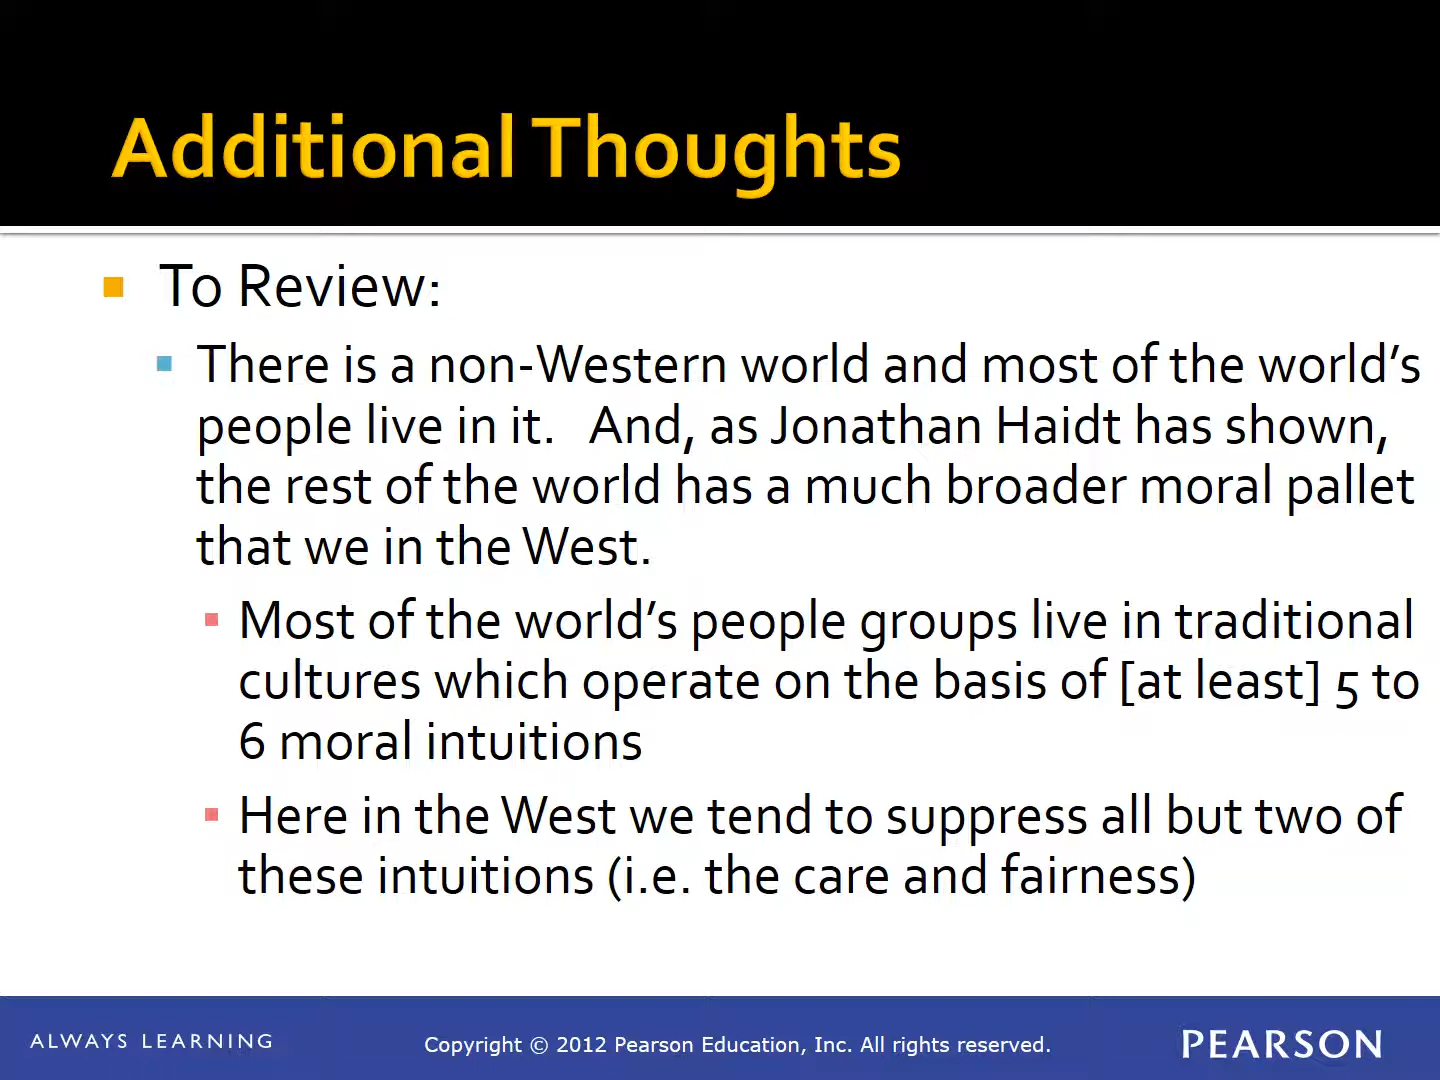 Additional Thoughts
To Review:
There is a non-Western world and most of the world’s
people live in it.   And, as Jonathan Haidt has shown,
the rest of the world has a much broader moral pallet
that we in the West.
Most of the world’s people groups live in traditional
cultures which operate on the basis of [at least] 5 to
6 moral intuitions
Here in the West we tend to suppress all but two of
these intuitions (i.e. the care and fairness)
ALWAYS LEARNING
Copyright © 2012 Pearson Education, Inc. All rights reserved.
PEARSON